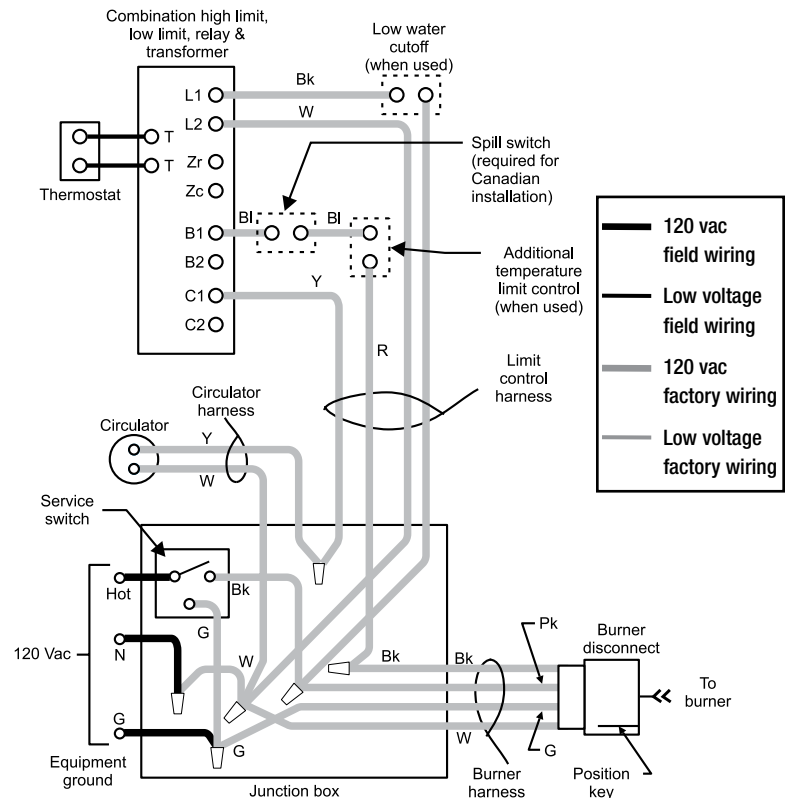 Combination high limit,
low limit, relay &
transformer
Low water
cutoff
(when used)
L1
Bk
L2
W
T
T
Thermostat
Zr
Zc
Spill switch
(required for
Canadian
installation)
B1
Bl
Bl
B2
Additional
temperature
limit control
(when used)
C1
Y
C2
R
120 vac
field wiring
Low voltage
field wiring
120 vac
factory wiring
Low voltage
factory wiring
Limit
control
harness
Circulator
harness
Circulator
Y
W
Service
switch
Hot
Bk
G
120 Vac
N
W
G
Equipment
ground
G
Junction box
Bk
Bk
Pk
Burner
disconnect
To
burner
W
G
Burner
harness
Position
key